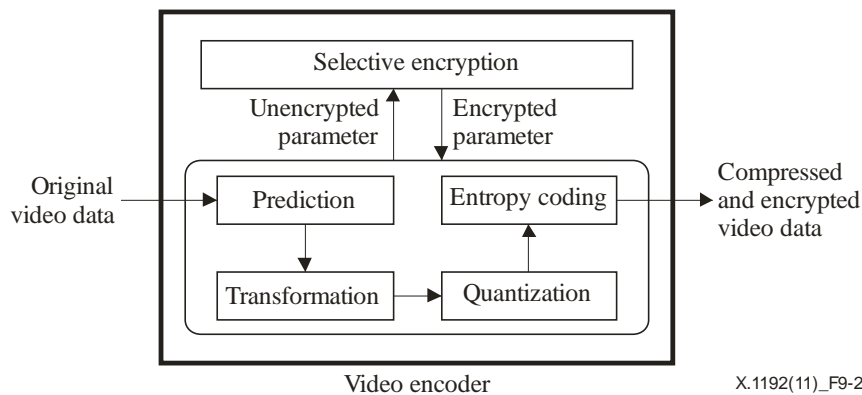 Selective encryption
Unencrypted
parameter
Encrypted
parameter
Original
video data
Prediction
Entropy coding
Compressed
and encrypted
video data
Transformation
Quantization
Video encoder
X.1192(11)_F9-2